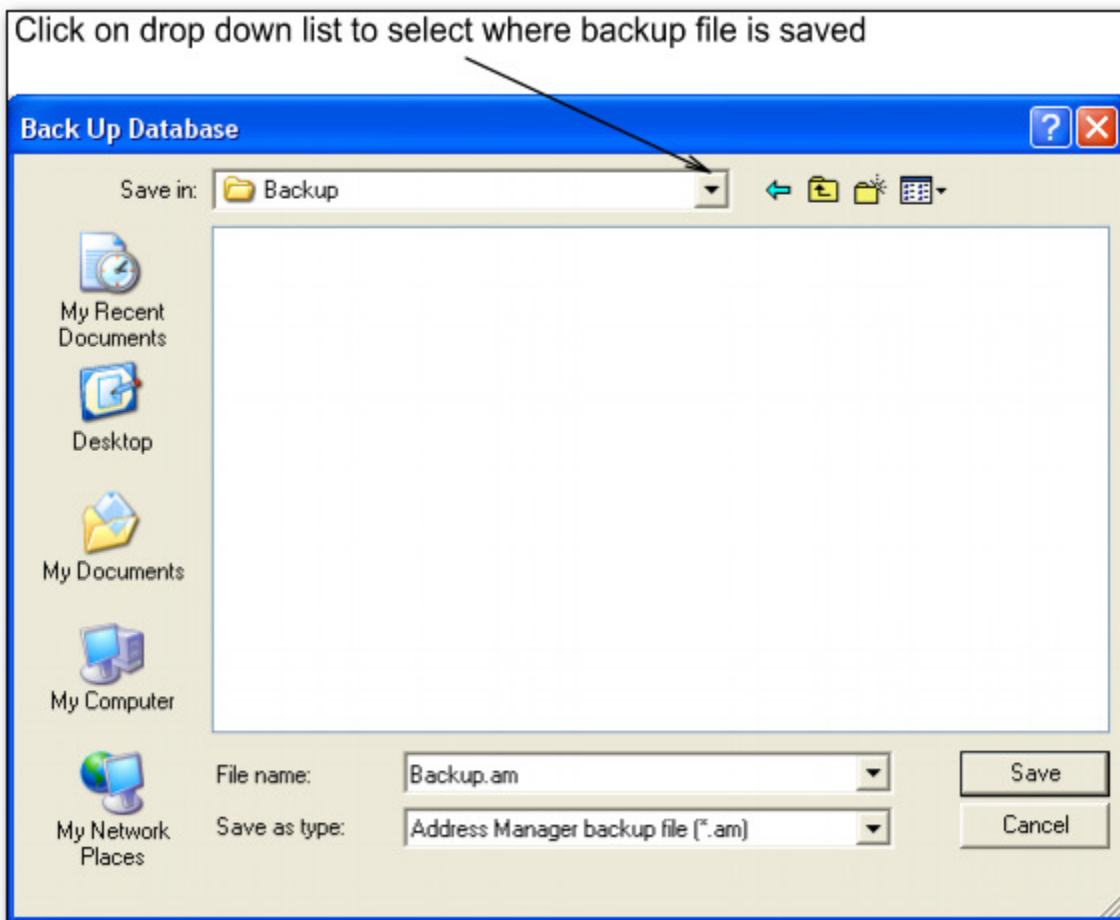 Click on drop down list to select where backup file is saved
Back Up Database
Save in: Backup
My Recent
Documents
Desktop
My Documents
My Computer
My Network
Places
File name: Backup.am Save
Save as type: Address Manager backup file (*.am) Cancel